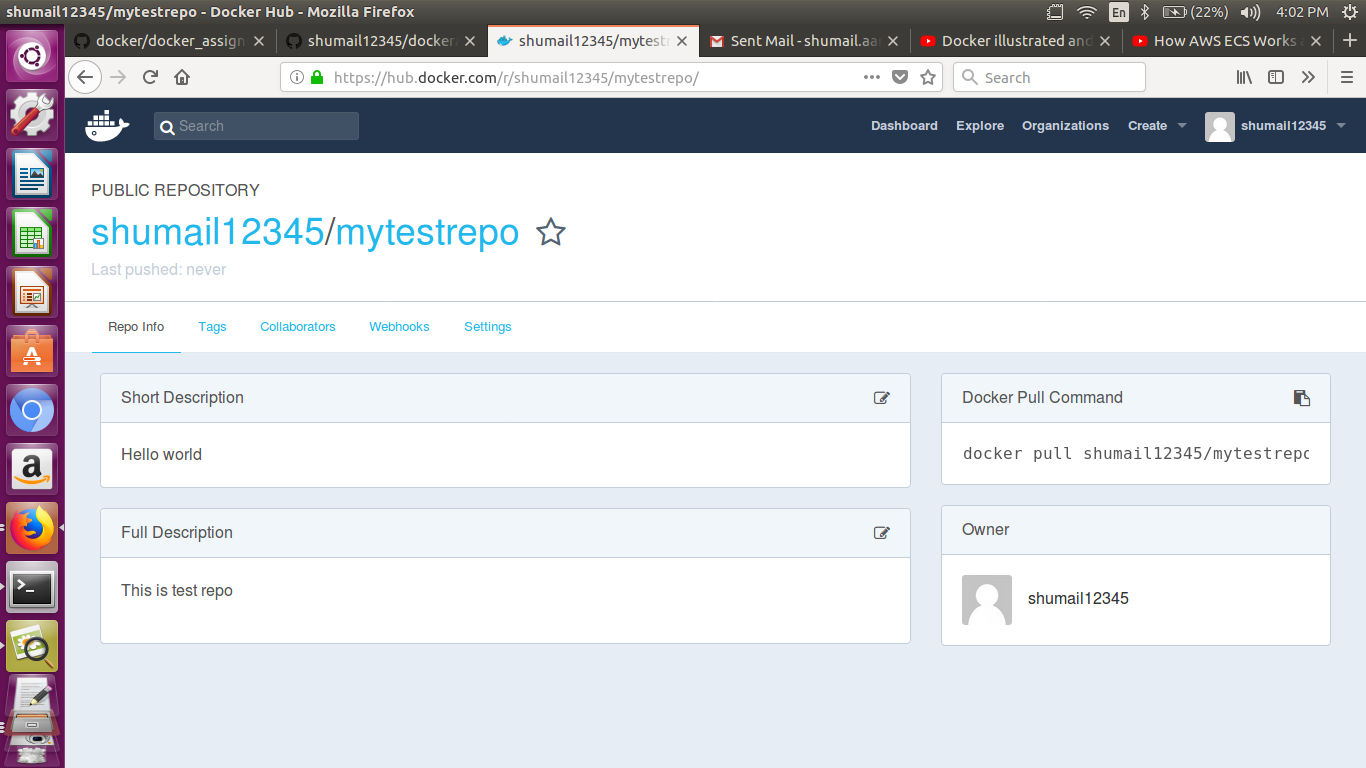 shumail12345/mytestrepo - Docker Hub - Mozilla Firefox
En
(22%)
4:02 PM
docker/docker_assign
shumail12345/docker
shumail12345/mytest
Sent Mail - shumail.aa
Docker illustrated and
How AWS ECS Works
https://hub.docker.com/r/shumail12345/mytestrepo/
Search
Search
Dashboard Explore Organizations Create shumail12345
PUBLIC REPOSITORY
shumail12345/mytestrepo
Last pushed: never
Repo Info Tags Collaborators Webhooks Settings
Short Description
Hello world
Full Description
This is test repo
Docker Pull Command
docker pull shumail12345/mytestrepo
Owner
shumail12345